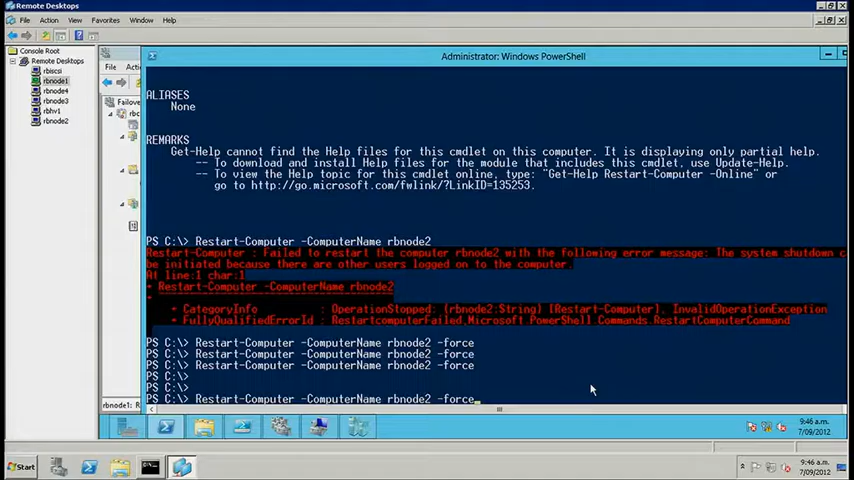 Remote Desktops
File Action View Favorites Window Help
Console Root
Remote Desktops
rbiscsi
rbnode1
rbnode4
rbnode3
rbhv1
rbnode2
File Actio
Failove
Administrator: Windows PowerShell
ALIASES
None
REMARKS
Get-Help cannot find the Help files for this cmdlet on this computer. It is displaying only partial help.
-- To download and install Help files for the module that includes this cmdlet, use Update-Help.
-- To view the Help topic for this cmdlet online, type: "Get-Help Restart-Computer -Online" or
go to http://go.microsoft.com/fwlink/?LinkID=135253.
PS C:\> Restart-Computer -ComputerName rbnode2
Restart-Computer : Failed to restart the computer rbnode2 with the following error message: The system shutdown c
be initiated because there are other users logged on to the computer.
At line:1 char:1
+ Restart-Computer -ComputerName rbnode2
+ ~~~~~~~~~~~~~~~~~~~~~~~~~~~~~~~~~~~~~~
+ CategoryInfo : OperationStopped: (rbnode2:String) [Restart-Computer], InvalidOperationException
+ FullyQualifiedErrorId : RestartcomputerFailed,Microsoft.PowerShell.Commands.RestartComputerCommand
PS C:\> Restart-Computer -ComputerName rbnode2 -force
PS C:\> Restart-Computer -ComputerName rbnode2 -force
PS C:\> Restart-Computer -ComputerName rbnode2 -force
PS C:\>
PS C:\>
PS C:\> Restart-Computer -ComputerName rbnode2 -force_
rbnode1:
9:46 a.m.
7/09/2012
Start
9:46 a.m.
7/09/2012